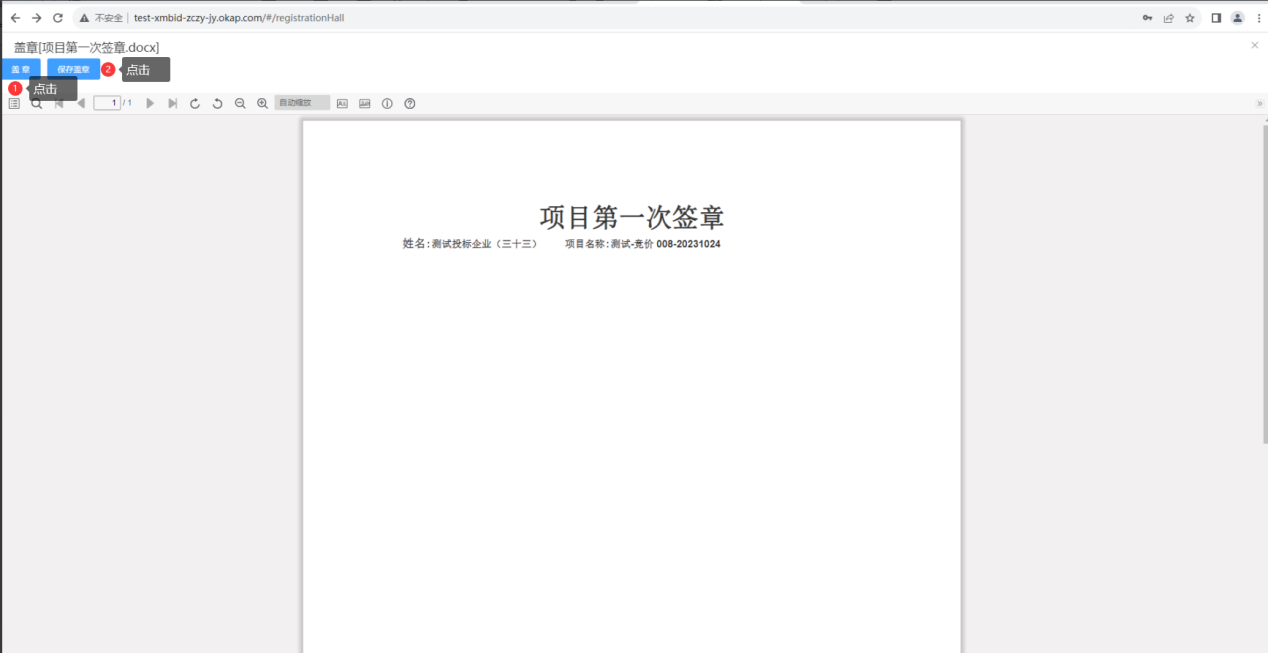 不安全 test-xmbid-zczy-jy.okap.com/#/registrationHall
盖章[项目第一次签章.docx]
盖 章 保存盖章 2 点击
1 点击
1 / 1 自动缩放
项目第一次签章
姓名:测试投标企业（三十三） 项目名称:测试-竞价 008-20231024